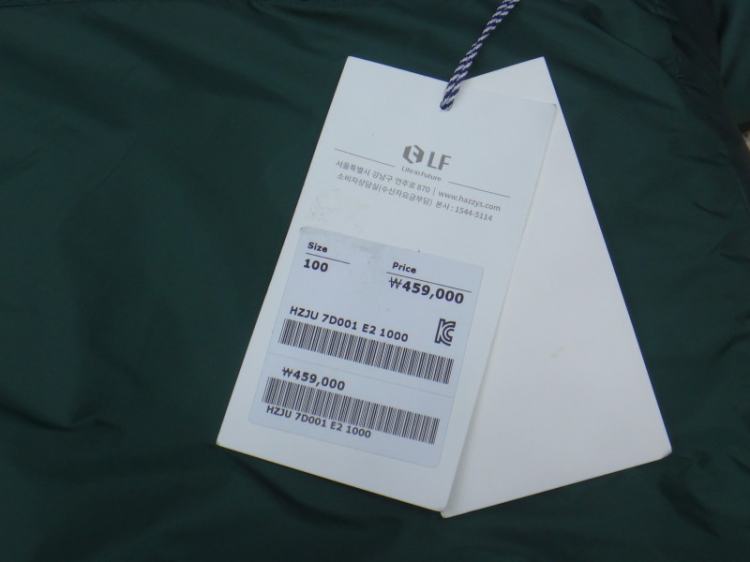 LF
Life in Future
서울특별시 강남구 언주로 870 | www.hazzys.com
소비자상담실(수신자요금부담) 본사 : 1544-5114
Size
100
Price
₩459,000
HZJU 7D001 E2 1000
₩459,000
HZJU 7D001 E2 1000